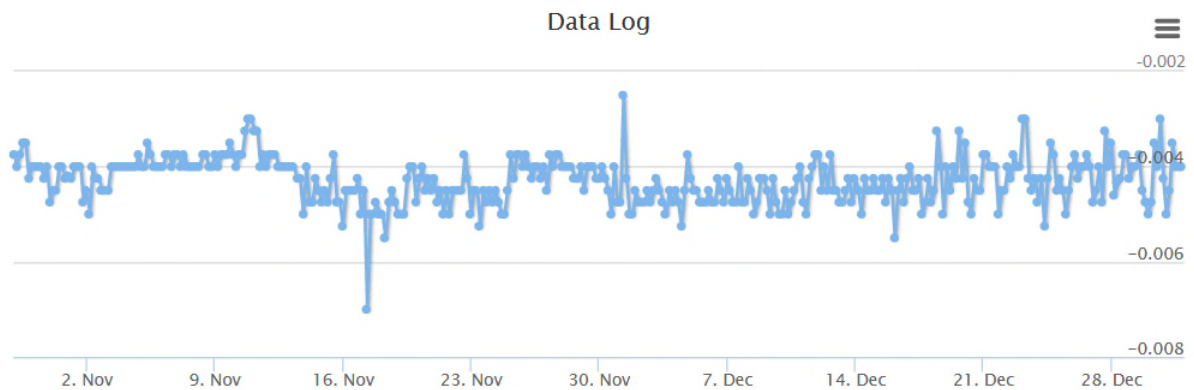 Data Log
-0.002
-0.004
-0.006
-0.008
2. Nov
9. Nov
16. Nov
23. Nov
30. Nov
7. Dec
14. Dec
21. Dec
28. Dec